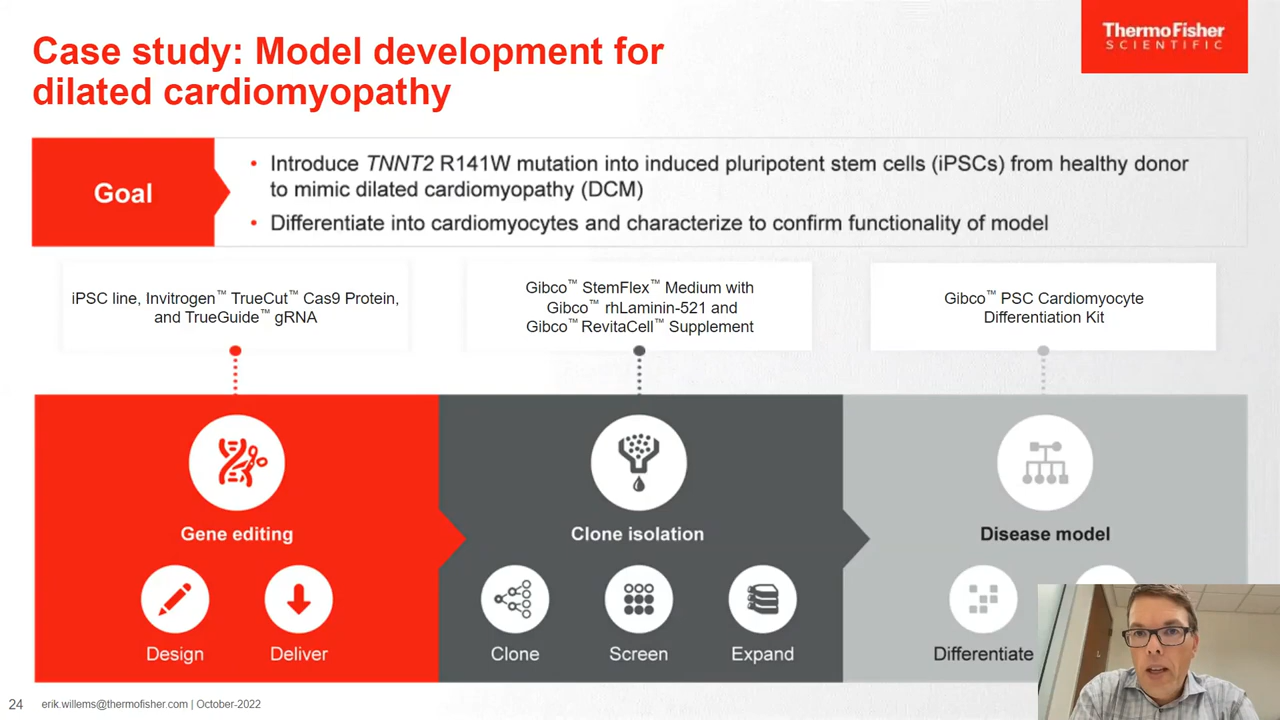 Case study: Model development for
dilated cardiomyopathy
ThermoFisher
SCIENTIFIC
Goal
• Introduce TNNT2 R141W mutation into induced pluripotent stem cells (iPSCs) from healthy donor
to mimic dilated cardiomyopathy (DCM)
• Differentiate into cardiomyocytes and characterize to confirm functionality of model
iPSC line, Invitrogen™ TrueCut™ Cas9 Protein,
and TrueGuide™ gRNA
Gibco™ StemFlex™ Medium with
Gibco™ rhLaminin-521 and
Gibco™ RevitaCell™ Supplement
Gibco™ PSC Cardiomyocyte
Differentiation Kit
Gene editing
Clone isolation
Disease model
Design
Deliver
Clone
Screen
Expand
Differentiate
24 erik.willems@thermofisher.com | October-2022